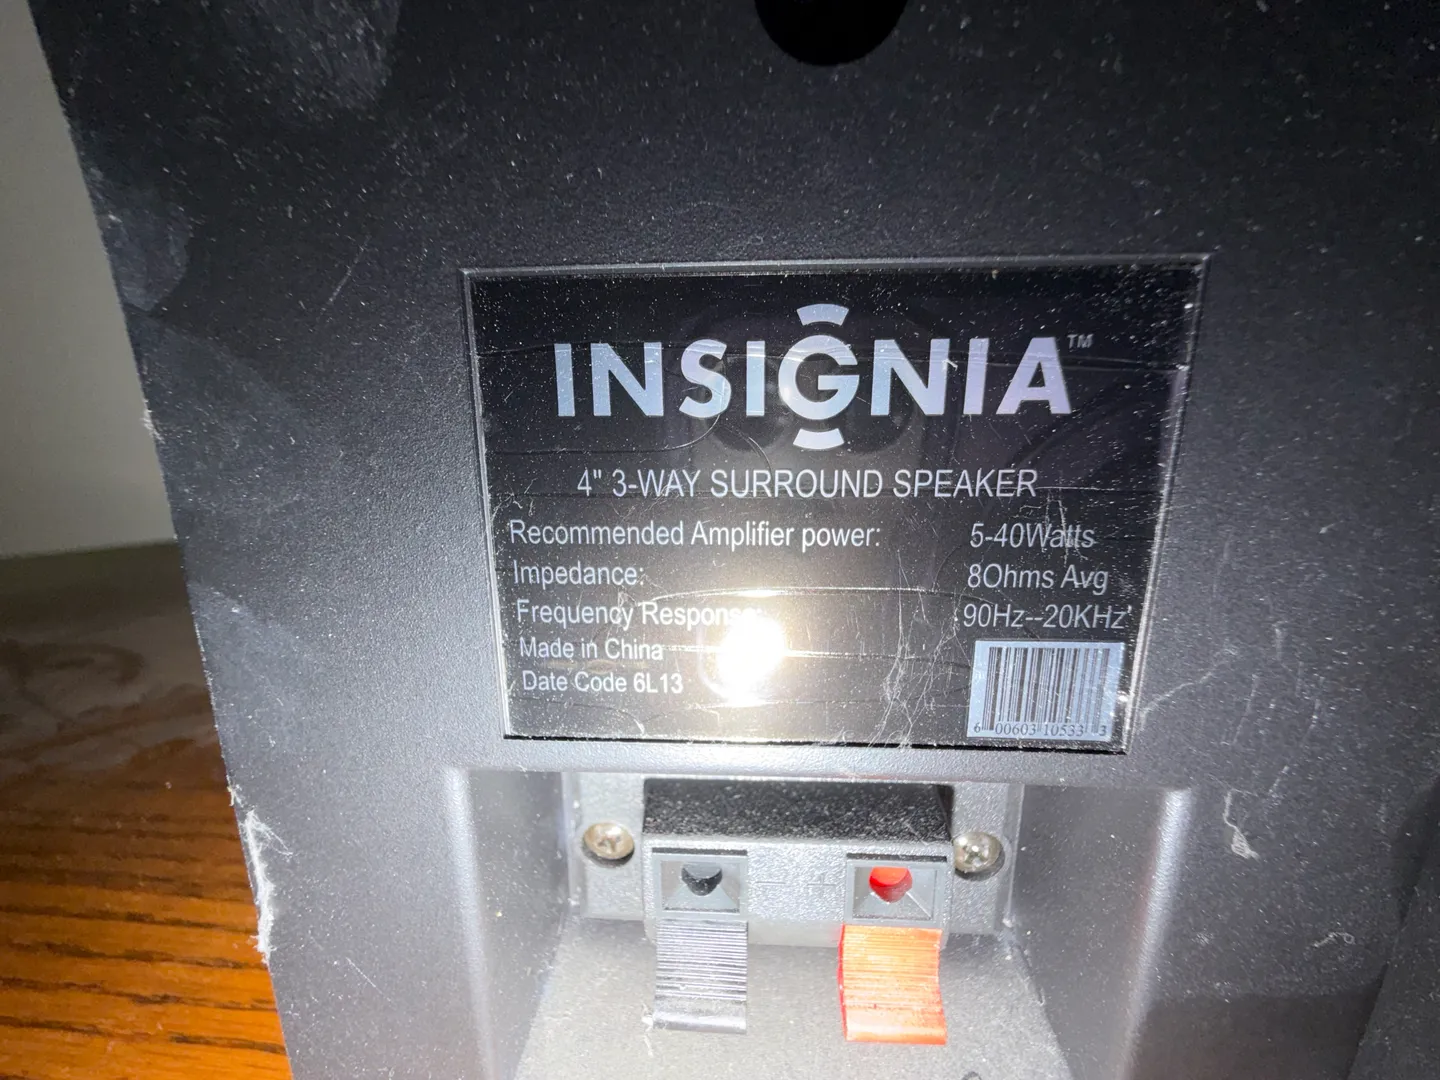 INSIGNIA™
4" 3-WAY SURROUND SPEAKER
Recommended Amplifier power: 5-40Watts
Impedance: 8Ohms Avg
Frequency Response: 90Hz--20KHz
Made in China
Date Code 6L13
6 00603 10533 3
- +